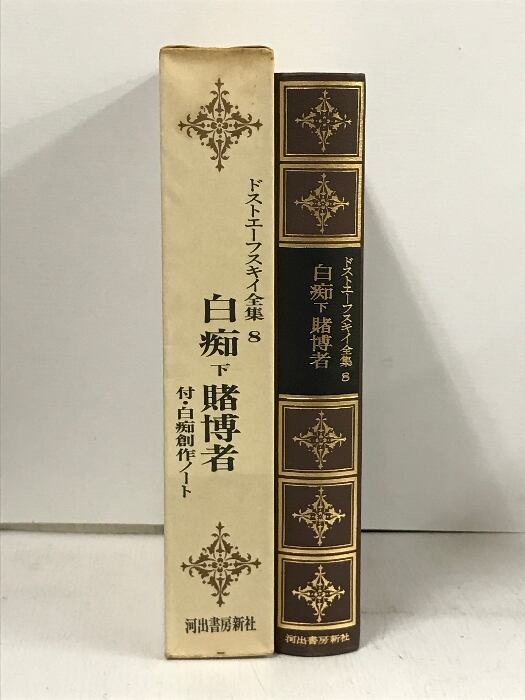 ドストエーフスキイ全集 8
白痴 下 賭博者
付・白痴創作ノート
河出書房新社
ドストエーフスキイ全集 8
白痴 下 賭博者
河出書房新社